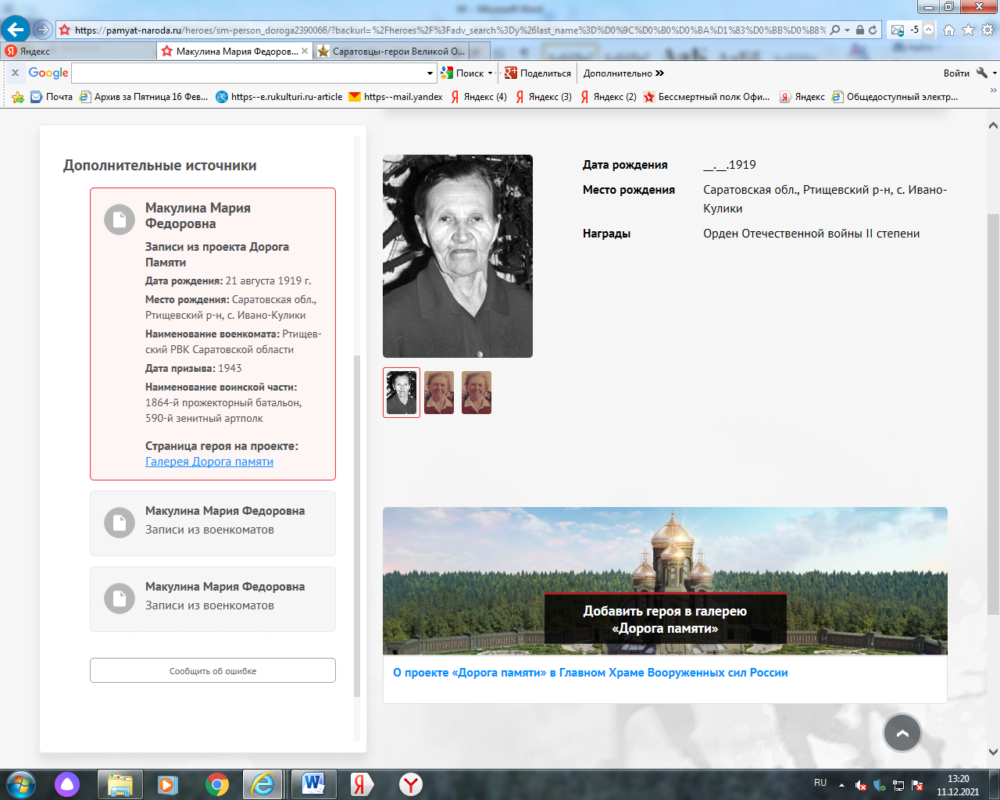 https://pamyat-naroda.ru/heroes/sm-person_doroga2390066/?backurl=%2Fheroes%2F%3Fadv_search%3Dy%26last_name%3D%D0%9C%D0%B0%D0%BA%D1%83%D0%BB%D0%B8%
-5
Яндекс
Макулина Мария Федоров...
Саратовцы-герои Великой О...
Google
Поиск
Поделиться
Дополнительно
Войти
Почта
Архив за Пятница 16 Фев...
https--e.rukulturi.ru-article
https--mail.yandex
Яндекс (4)
Яндекс (3)
Яндекс (2)
Бессмертный полк Офи...
Яндекс
Общедоступный электр...
Дополнительные источники
Макулина Мария
Федоровна
Записи из проекта Дорога
Памяти
Дата рождения: 21 августа 1919 г.
Место рождения: Саратовская обл.,
Ртищевский р-н, с. Ивано-Кулики
Наименование военкомата: Ртищев-
ский РВК Саратовской области
Дата призыва: 1943
Наименование воинской части:
1864-й прожекторный батальон,
590-й зенитный артполк
Страница героя на проекте:
Галерея Дорога памяти
Макулина Мария Федоровна
Записи из военкоматов
Макулина Мария Федоровна
Записи из военкоматов
Сообщить об ошибке
Дата рождения __.__.1919
Место рождения Саратовская обл., Ртищевский р-н, с. Ивано-
Кулики
Награды Орден Отечественной войны II степени
Добавить героя в галерею
«Дорога памяти»
О проекте «Дорога памяти» в Главном Храме Вооруженных сил России
RU
13:20
11.12.2021